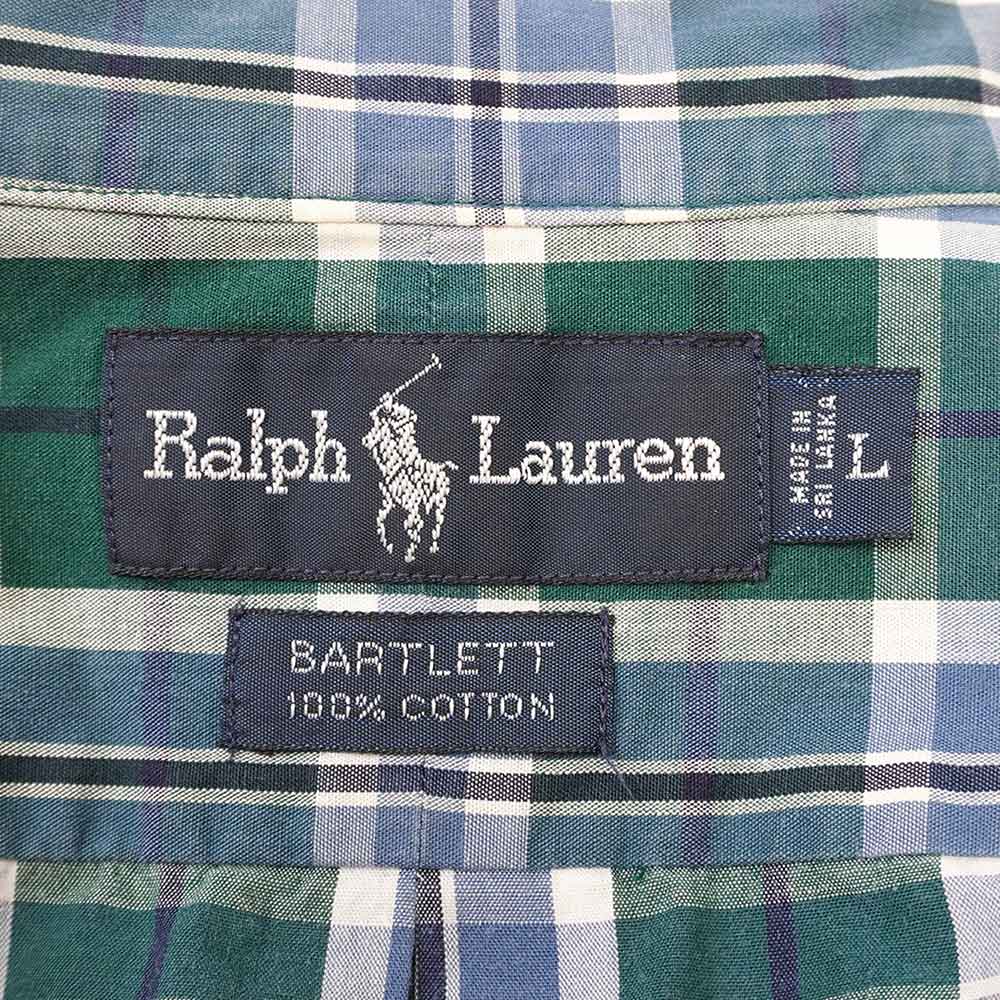 Ralph Lauren
MADE IN
SRI LANKA
L
BARTLETT
100% COTTON